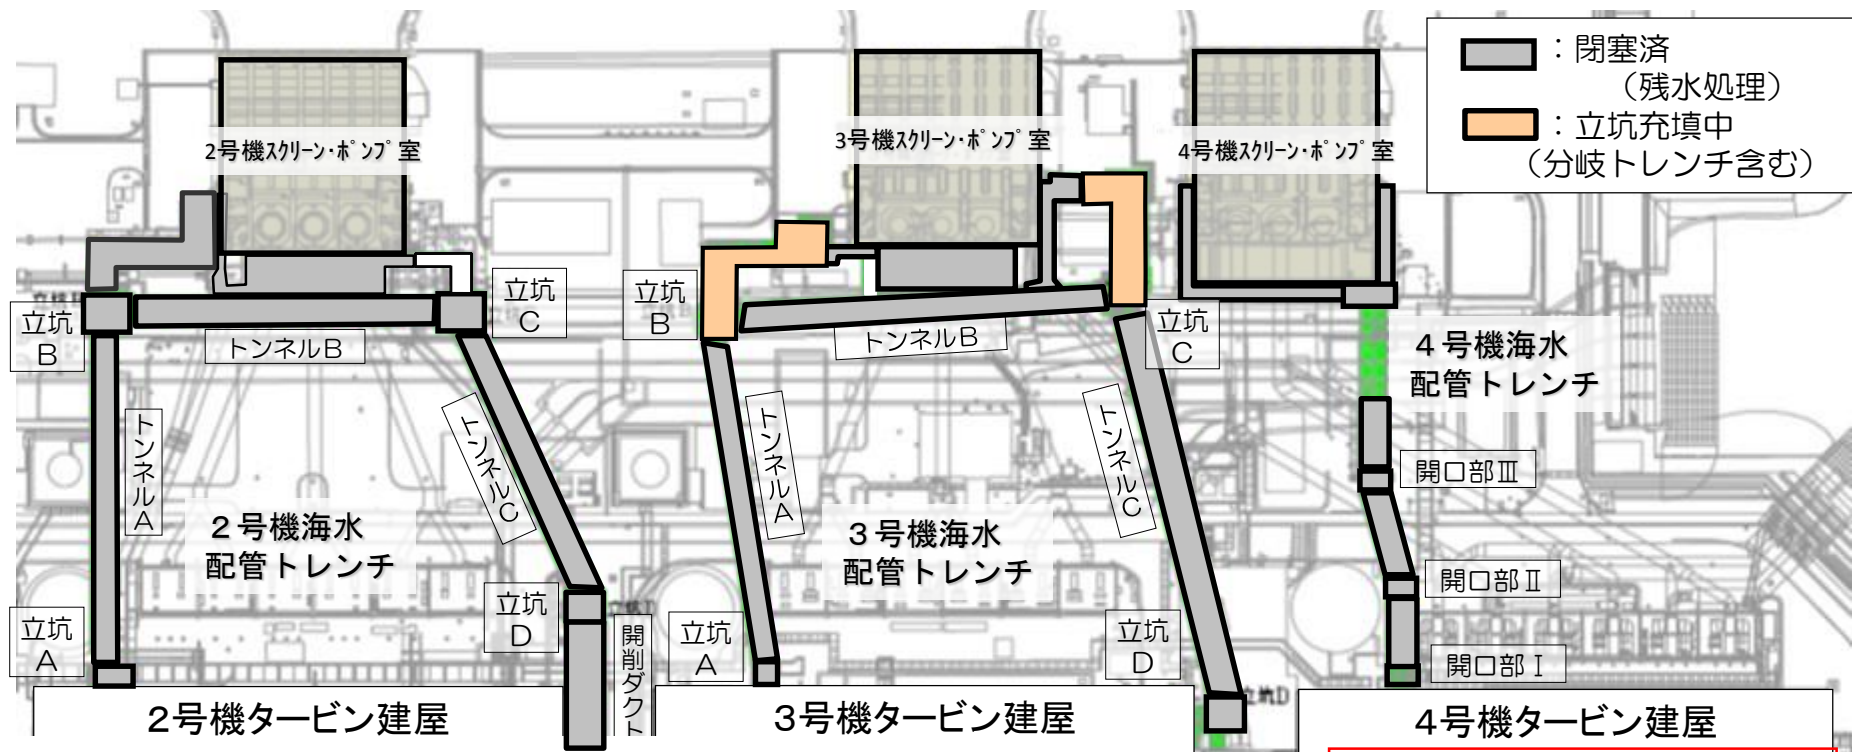 ：閉塞済
（残水処理）
：立坑充填中
（分岐トレンチ含む）
2号機ｽｸﾘｰﾝ・ﾎﾟﾝﾌﾟ室
3号機ｽｸﾘｰﾝ・ﾎﾟﾝﾌﾟ室
4号機ｽｸﾘｰﾝ・ﾎﾟﾝﾌﾟ室
立坑
B
トンネルB
立坑
C
立坑
B
トンネルB
立坑
C
４号機海水
配管トレンチ
トンネルA
トンネルC
２号機海水
配管トレンチ
トンネルA
３号機海水
配管トレンチ
トンネルC
開口部Ⅲ
開口部Ⅱ
開口部Ⅰ
立坑
A
立坑
D
開削ダクト
立坑
A
立坑
D
立坑D
２号機タービン建屋
３号機タービン建屋
４号機タービン建屋